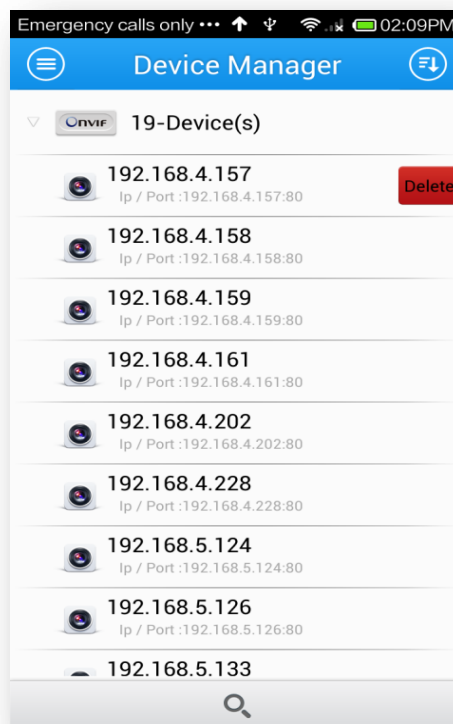 Emergency calls only ••• 02:09PM
Device Manager
ONVIF 19-Device(s)
192.168.4.157
Ip / Port :192.168.4.157:80
Delete
192.168.4.158
Ip / Port :192.168.4.158:80
192.168.4.159
Ip / Port :192.168.4.159:80
192.168.4.161
Ip / Port :192.168.4.161:80
192.168.4.202
Ip / Port :192.168.4.202:80
192.168.4.228
Ip / Port :192.168.4.228:80
192.168.5.124
Ip / Port :192.168.5.124:80
192.168.5.126
Ip / Port :192.168.5.126:80
192.168.5.133